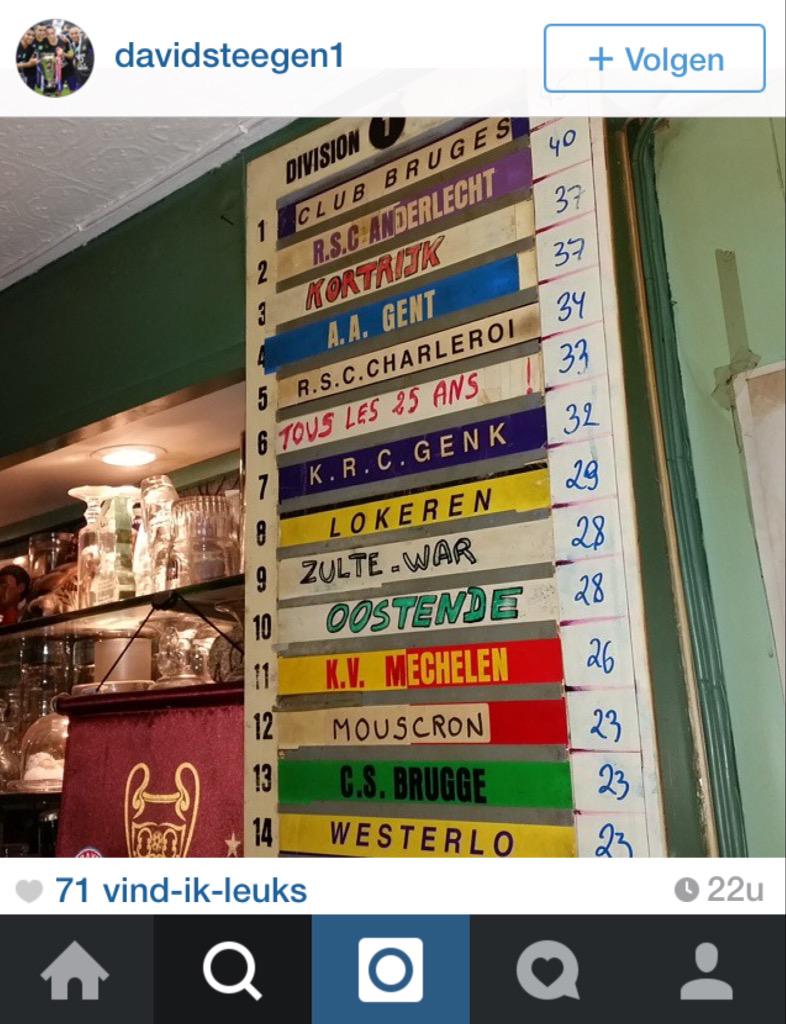 davidsteegen1
+ Volgen
DIVISION 1
CLUB BRUGES 40
1 R.S.C ANDERLECHT 37
2 KORTRIJK 37
3 A.A. GENT 34
4 R.S.C.CHARLEROI 33
5 TOUS LES 25 ANS ! 32
6 K.R.C.GENK 29
7 LOKEREN 28
8 ZULTE-WAR 28
9 OOSTENDE 26
10 K.V. MECHELEN 23
11 MOUSCRON 23
12 C.S. BRUGGE 23
13 WESTERLO
14
71 vind-ik-leuks
22u